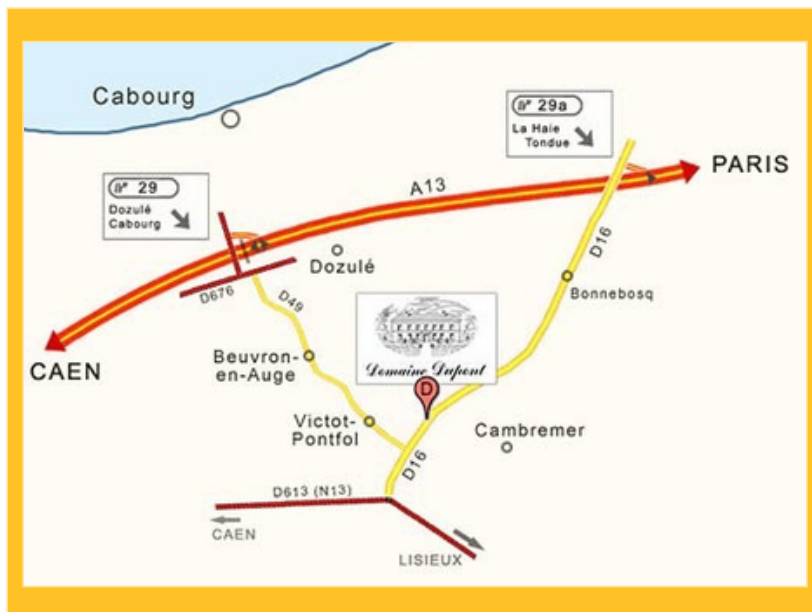 Cabourg
N° 29a
La Haie
Tondue
PARIS
A13
N° 29
Dozulé
Cabourg
D16
Dozulé
D676
D49
Bonnebosq
CAEN
Beuvron-
en-Auge
Domaine Dupont
D
Victot-
Pontfol
Cambremer
D16
D613 (N13)
CAEN
LISIEUX